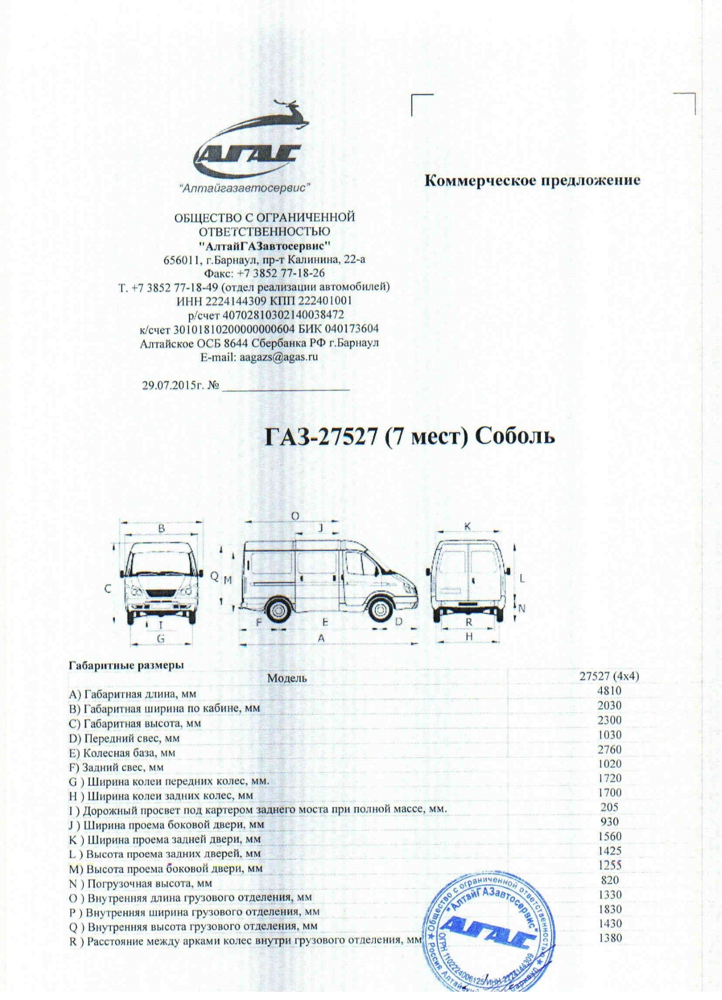 АГАС
"Алтайгазавтосервис"
Коммерческое предложение
ОБЩЕСТВО С ОГРАНИЧЕННОЙ
ОТВЕТСТВЕННОСТЬЮ
"АлтайГАЗавтосервис"
656011, г.Барнаул, пр-т Калинина, 22-а
Факс: +7 3852 77-18-26
Т. +7 3852 77-18-49 (отдел реализации автомобилей)
ИНН 2224144309 КПП 222401001
р/счет 40702810302140038472
к/счет 30101810200000000604 БИК 040173604
Алтайское ОСБ 8644 Сбербанка РФ г.Барнаул
E-mail: aagazs@agas.ru
29.07.2015г. № ____________________
ГАЗ-27527 (7 мест) Соболь
B
O
J
K
C
Q
M
L
N
I
G
F
E
D
A
R
H
Габаритные размеры
Модель 27527 (4x4)
A) Габаритная длина, мм 4810
B) Габаритная ширина по кабине, мм 2030
C) Габаритная высота, мм 2300
D) Передний свес, мм 1030
E) Колесная база, мм 2760
F) Задний свес, мм 1020
G ) Ширина колеи передних колес, мм. 1720
H ) Ширина колеи задних колес, мм 1700
I ) Дорожный просвет под картером заднего моста при полной массе, мм. 205
J ) Ширина проема боковой двери, мм 930
K ) Ширина проема задней двери, мм 1560
L ) Высота проема задних дверей, мм 1425
M) Высота проема боковой двери, мм 1255
N ) Погрузочная высота, мм 820
O ) Внутренняя длина грузового отделения, мм 1330
P ) Внутренняя ширина грузового отделения, мм 1830
Q ) Внутренняя высота грузового отделения, мм 1430
R ) Расстояние между арками колес внутри грузового отделения, мм 1380
Общество с ограниченной ответственностью
"АлтайГАЗавтосервис"
АГАС
ОГРН 1102224006125 ИНН 2224144309
Россия Алтайский Барнаул